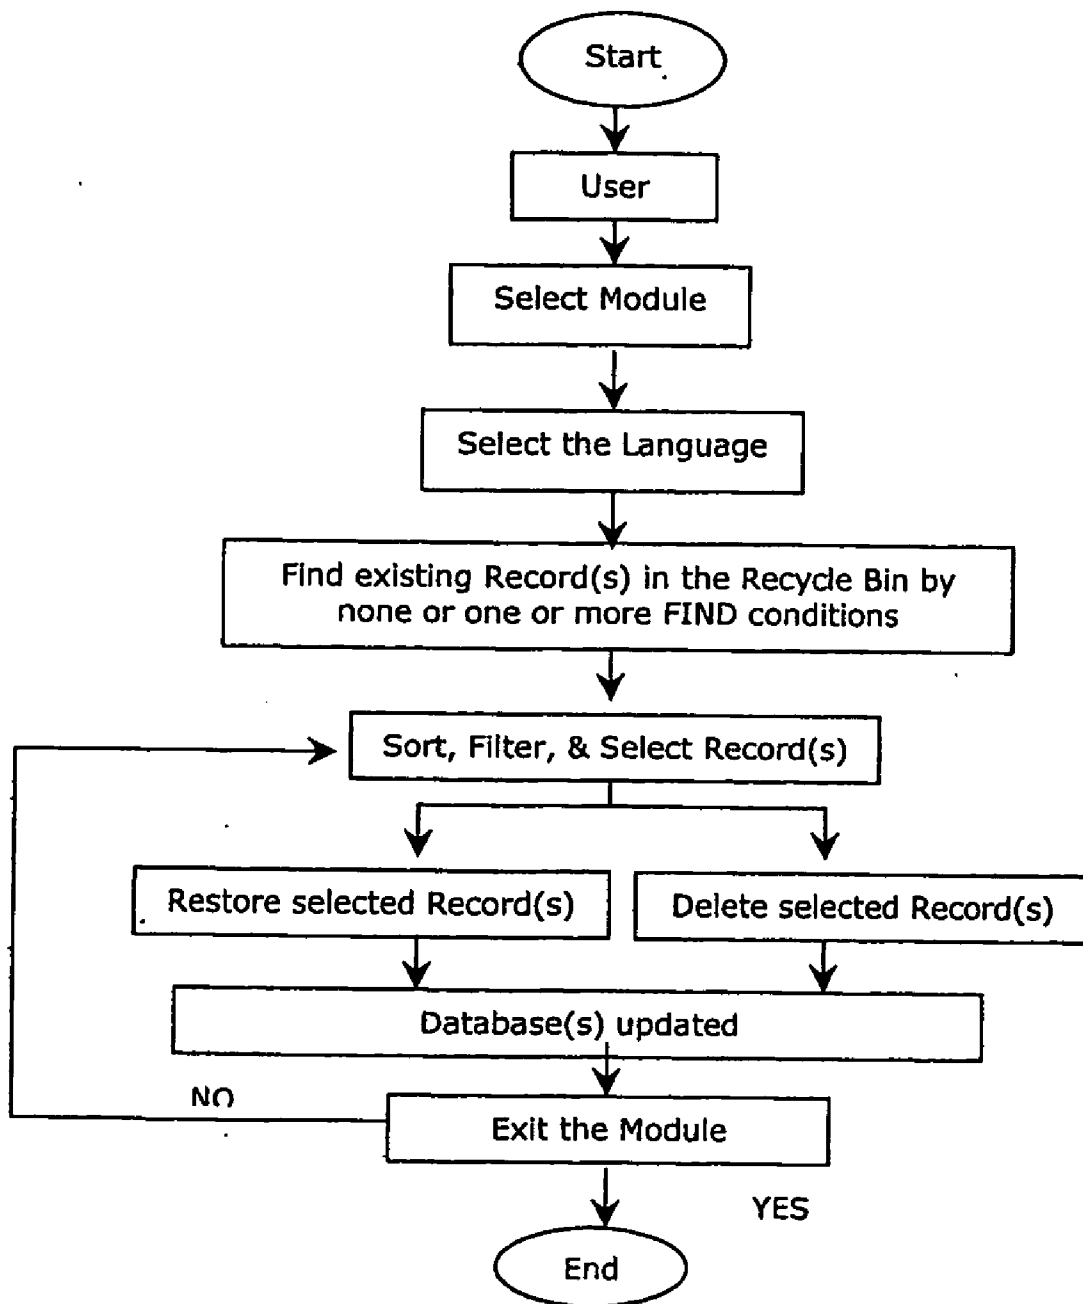 Start
User
Select Module
Select the Language
Find existing Record(s) in the Recycle Bin by
none or one or more FIND conditions
Sort, Filter, & Select Record(s)
Restore selected Record(s)
Delete selected Record(s)
Database(s) updated
NO
Exit the Module
YES
End